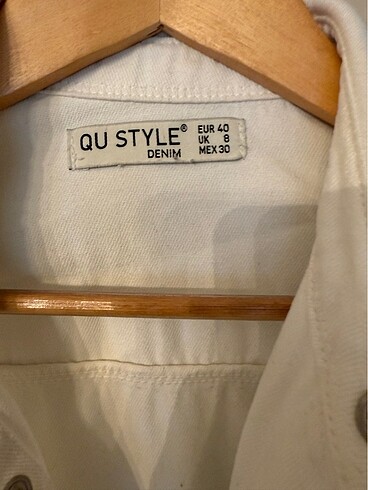 QU STYLE®
DENIM
EUR 40
UK 8
MEX 30